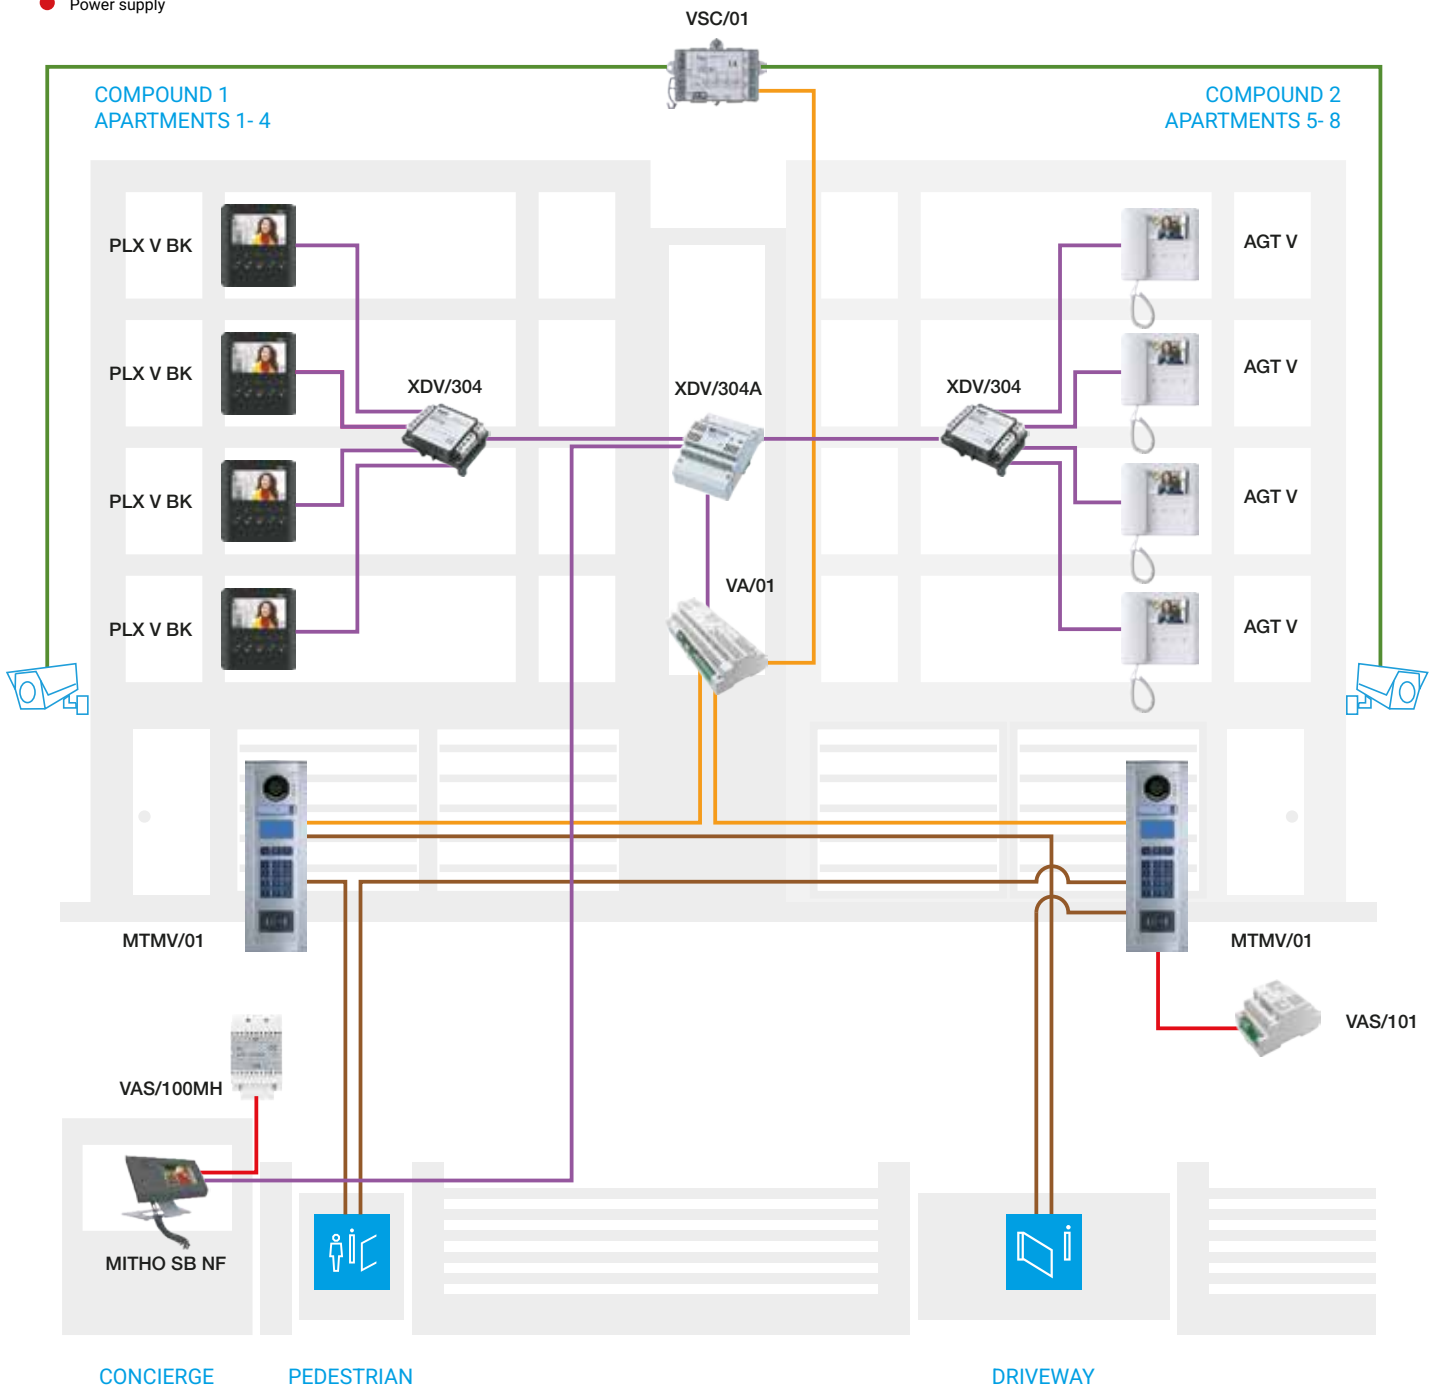 Power supply
VSC/01
COMPOUND 1
APARTMENTS 1- 4
COMPOUND 2
APARTMENTS 5- 8
PLX V BK
AGT V
PLX V BK
XDV/304
XDV/304A
XDV/304
AGT V
PLX V BK
AGT V
VA/01
PLX V BK
AGT V
MTMV/01
MTMV/01
VAS/101
VAS/100MH
MITHO SB NF
CONCIERGE
PEDESTRIAN
DRIVEWAY